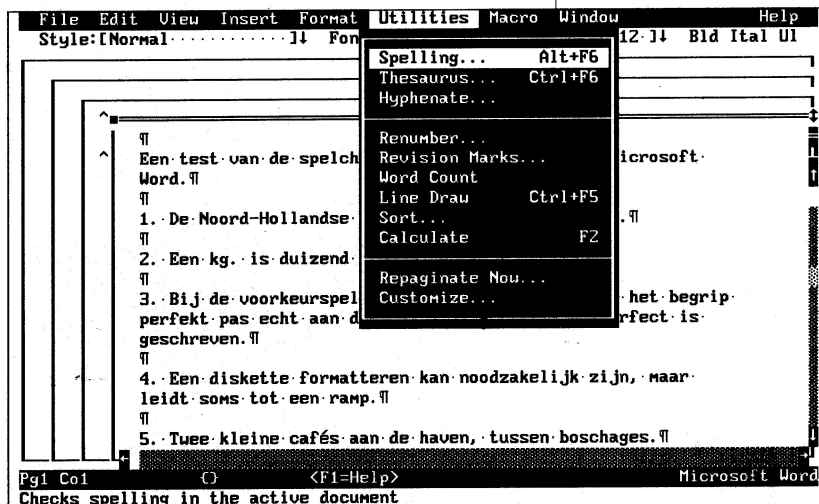 File Edit View Insert Format Utilities Macro Window Help
Style:[Normal············]↓ Fon 12·]↓ Bld Ital Ul
Spelling... Alt+F6
Thesaurus... Ctrl+F6
Hyphenate...
Renumber...
Revision Marks...
Word Count
Line Draw Ctrl+F5
Sort...
Calculate F2
Repaginate Now...
Customize...
¶
Een·test·van·de·spelch icrosoft·
Word.¶
¶
1.·De·Noord-Hollandse· .¶
¶
2.·Een·kg.·is·duizend·
¶
3.·Bij·de·voorkeurspel ·het·begrip·
perfekt·pas·echt·aan·d rfect·is·
geschreven.¶
¶
4.·Een·diskette·formatteren·kan·noodzakelijk·zijn,·maar·
leidt·soms·tot·een·ramp.¶
¶
5.·Twee·kleine·cafés·aan·de·haven,·tussen·boschages.¶
Pg1 Co1 {} <F1=Help> Microsoft Word
Checks spelling in the active document